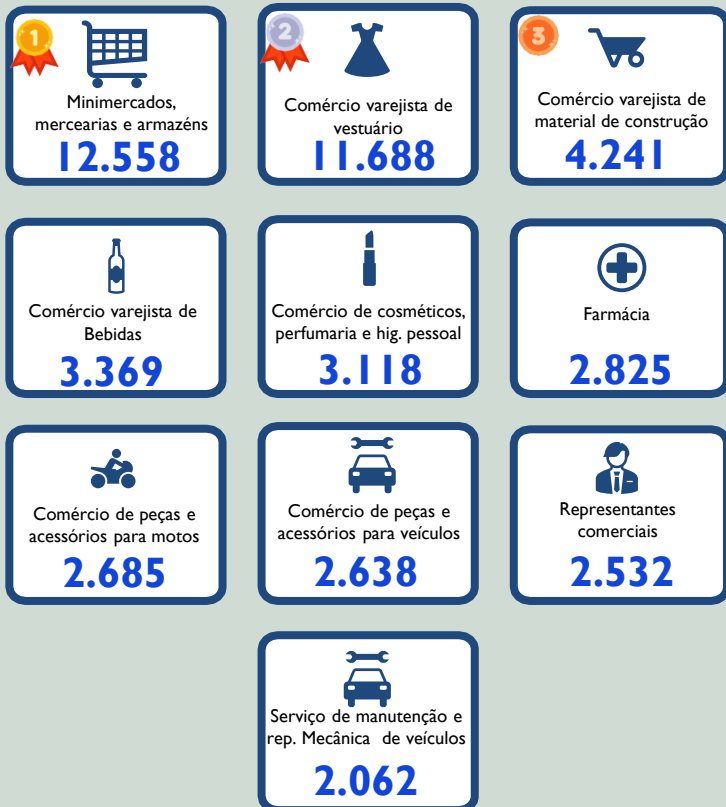 1
Minimercados,
mercearias e armazéns
12.558
2
Comércio varejista de
vestuário
11.688
3
Comércio varejista de
material de construção
4.241
Comércio varejista de
Bebidas
3.369
Comércio de cosméticos,
perfumaria e hig. pessoal
3.118
Farmácia
2.825
Comércio de peças e
acessórios para motos
2.685
Comércio de peças e
acessórios para veículos
2.638
Representantes
comerciais
2.532
Serviço de manutenção e
rep. Mecânica de veículos
2.062